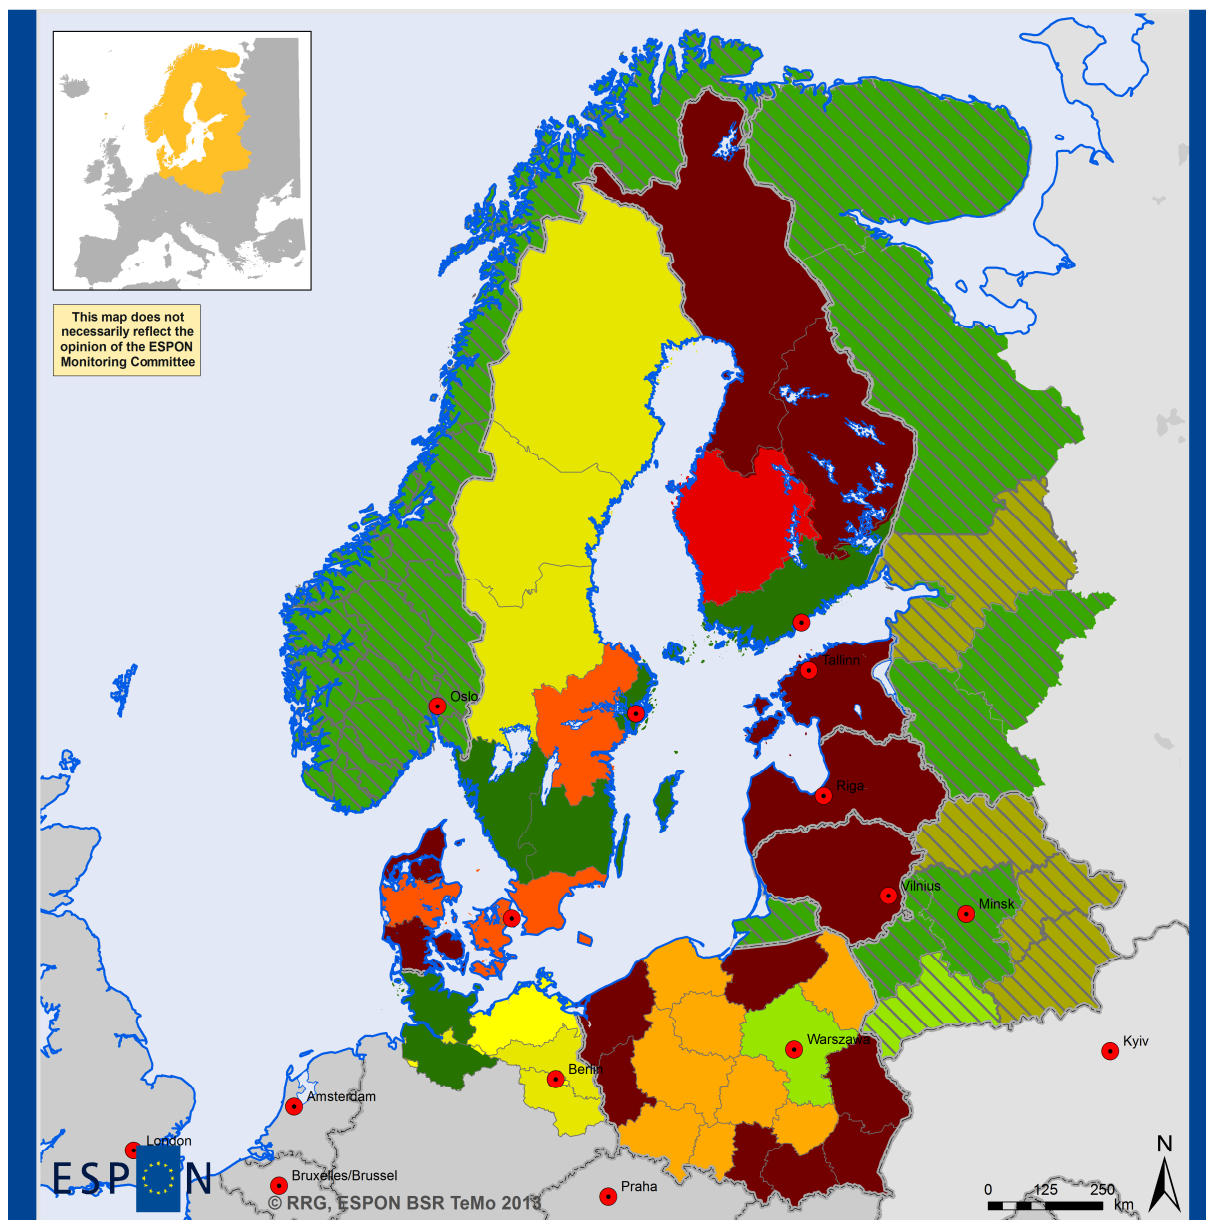 This map does not
necessarily reflect the
opinion of the ESPON
Monitoring Committee
Oslo
Tallinn
Riga
Vilnius
Minsk
Warszawa
Kyiv
Berlin
Amsterdam
London
ESPON
Bruxelles/Brussel
Praha
© RRG, ESPON BSR TeMo 2013
N
0 125 250
km